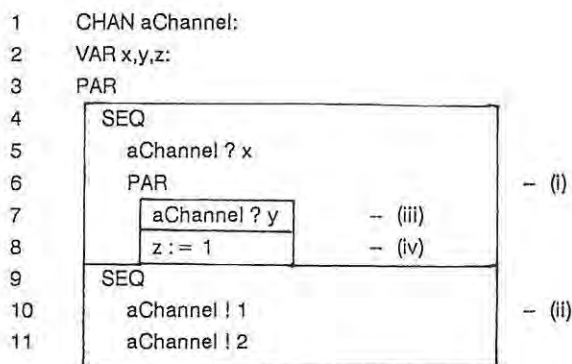 1 CHAN aChannel:
2 VAR x,y,z:
3 PAR
4 SEQ
5 aChannel ? x
6 PAR – (i)
7 aChannel ? y – (iii)
8 z : = 1 – (iv)
9 SEQ
10 aChannel ! 1 – (ii)
11 aChannel ! 2